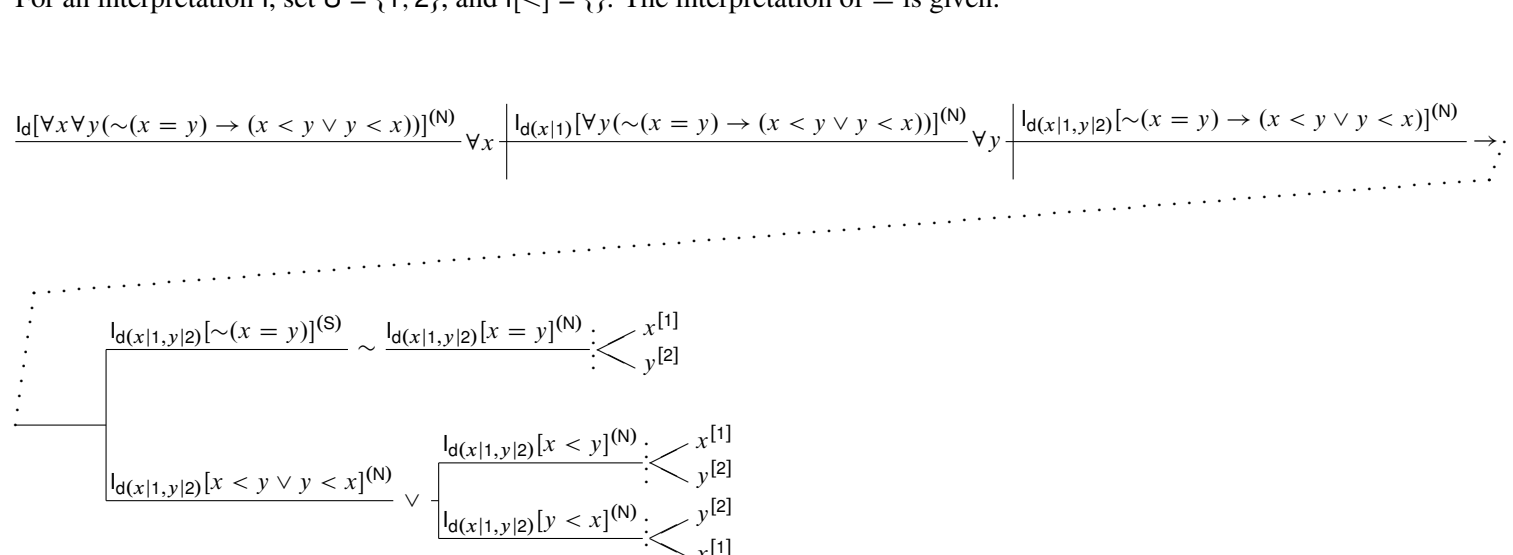 For an interpretation I, set U = {1, 2}, and I[<] = {}. The interpretation of = is given.
I_d[∀x∀y(∼(x = y) → (x < y ∨ y < x))]^(N) ∀x I_d(x|1)[∀y(∼(x = y) → (x < y ∨ y < x))]^(N) ∀y I_d(x|1,y|2)[∼(x = y) → (x < y ∨ y < x)]^(N) →
I_d(x|1,y|2)[∼(x = y)]^(S) ∼ I_d(x|1,y|2)[x = y]^(N) x^[1]
y^[2]
I_d(x|1,y|2)[x < y]^(N) x^[1]
y^[2]
I_d(x|1,y|2)[x < y ∨ y < x]^(N) ∨
I_d(x|1,y|2)[y < x]^(N) y^[2]
x^[1]